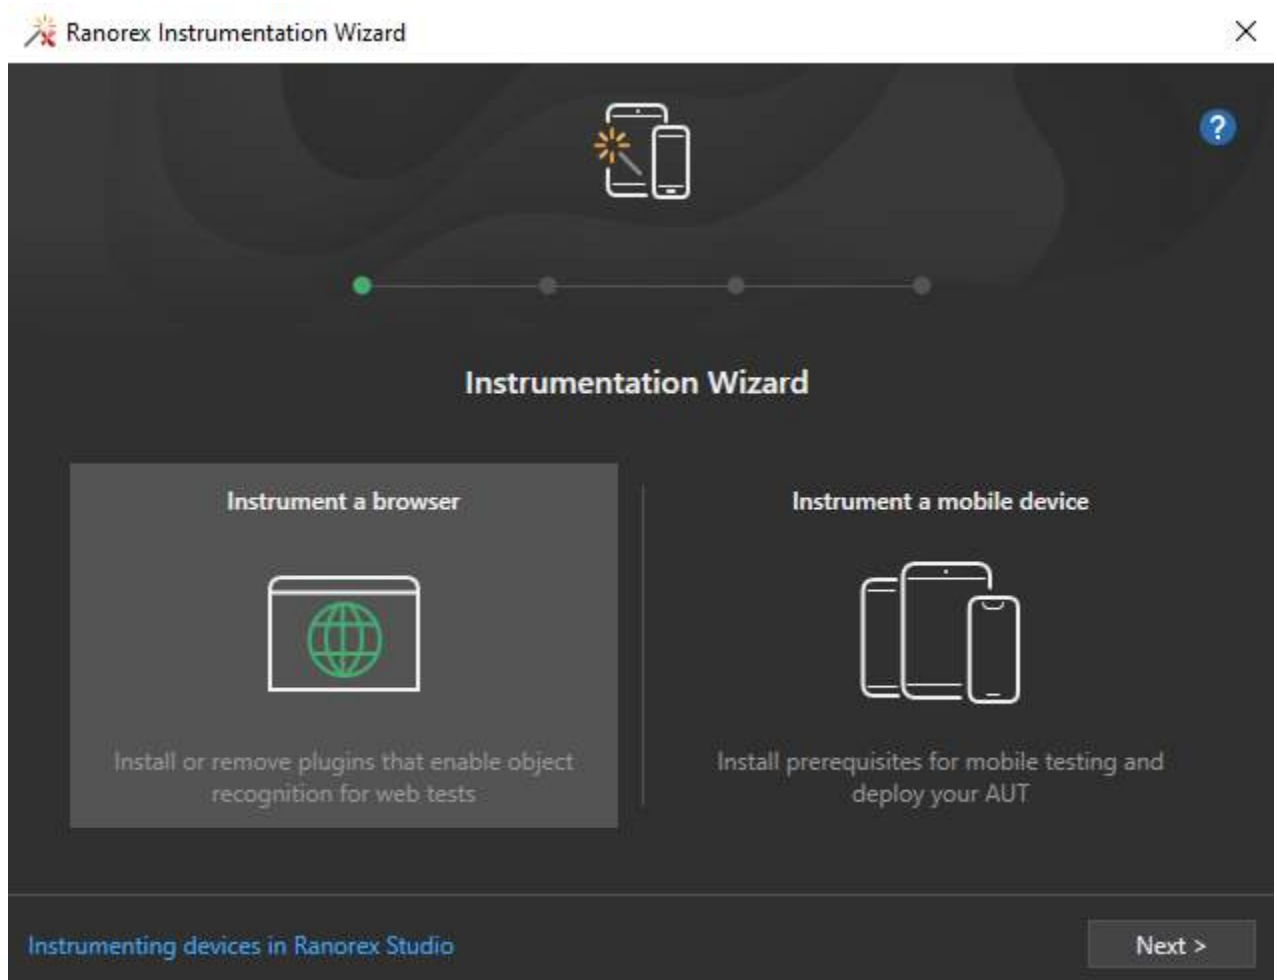 Ranorex Instrumentation Wizard
?
Instrumentation Wizard
Instrument a browser
Install or remove plugins that enable object
recognition for web tests
Instrument a mobile device
Install prerequisites for mobile testing and
deploy your AUT
Instrumenting devices in Ranorex Studio
Next >